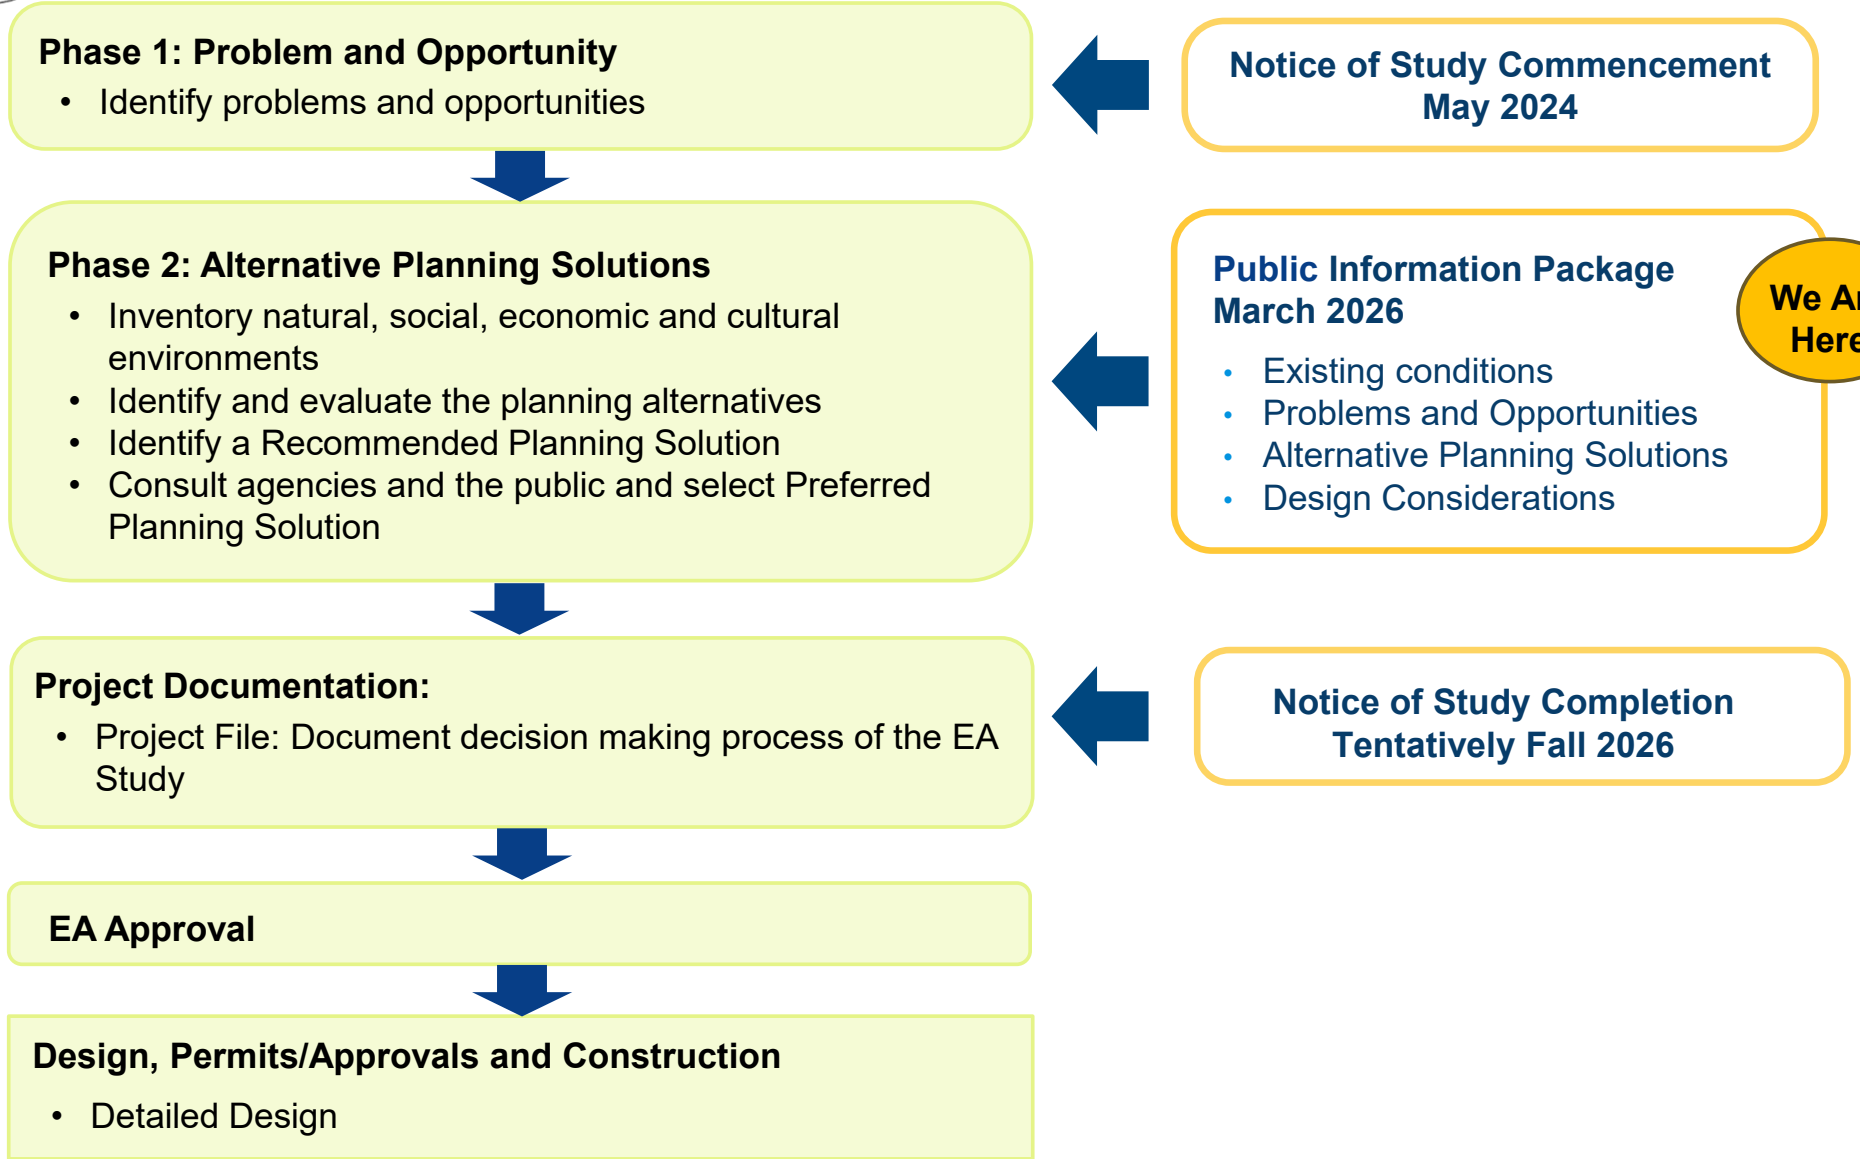 Phase 1: Problem and Opportunity
• Identify problems and opportunities
Notice of Study Commencement
May 2024
Phase 2: Alternative Planning Solutions
• Inventory natural, social, economic and cultural
environments
• Identify and evaluate the planning alternatives
• Identify a Recommended Planning Solution
• Consult agencies and the public and select Preferred
Planning Solution
Public Information Package
March 2026
• Existing conditions
• Problems and Opportunities
• Alternative Planning Solutions
• Design Considerations
We
Here
Project Documentation:
• Project File: Document decision making process of the EA
Study
Notice of Study Completion
Tentatively Fall 2026
EA Approval
Design, Permits/Approvals and Construction
• Detailed Design